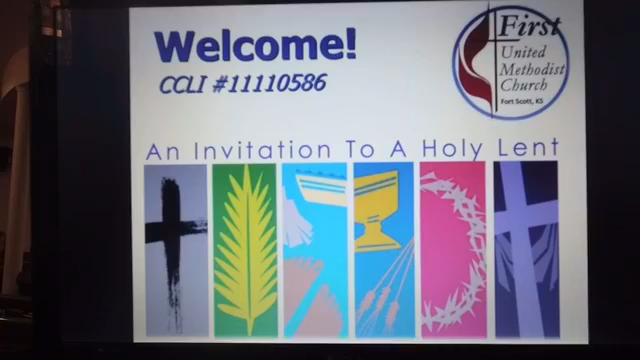 Welcome!
CCLI #11110586
First
United
Methodist
Church
Fort Scott, KS
An Invitation To A Holy Lent